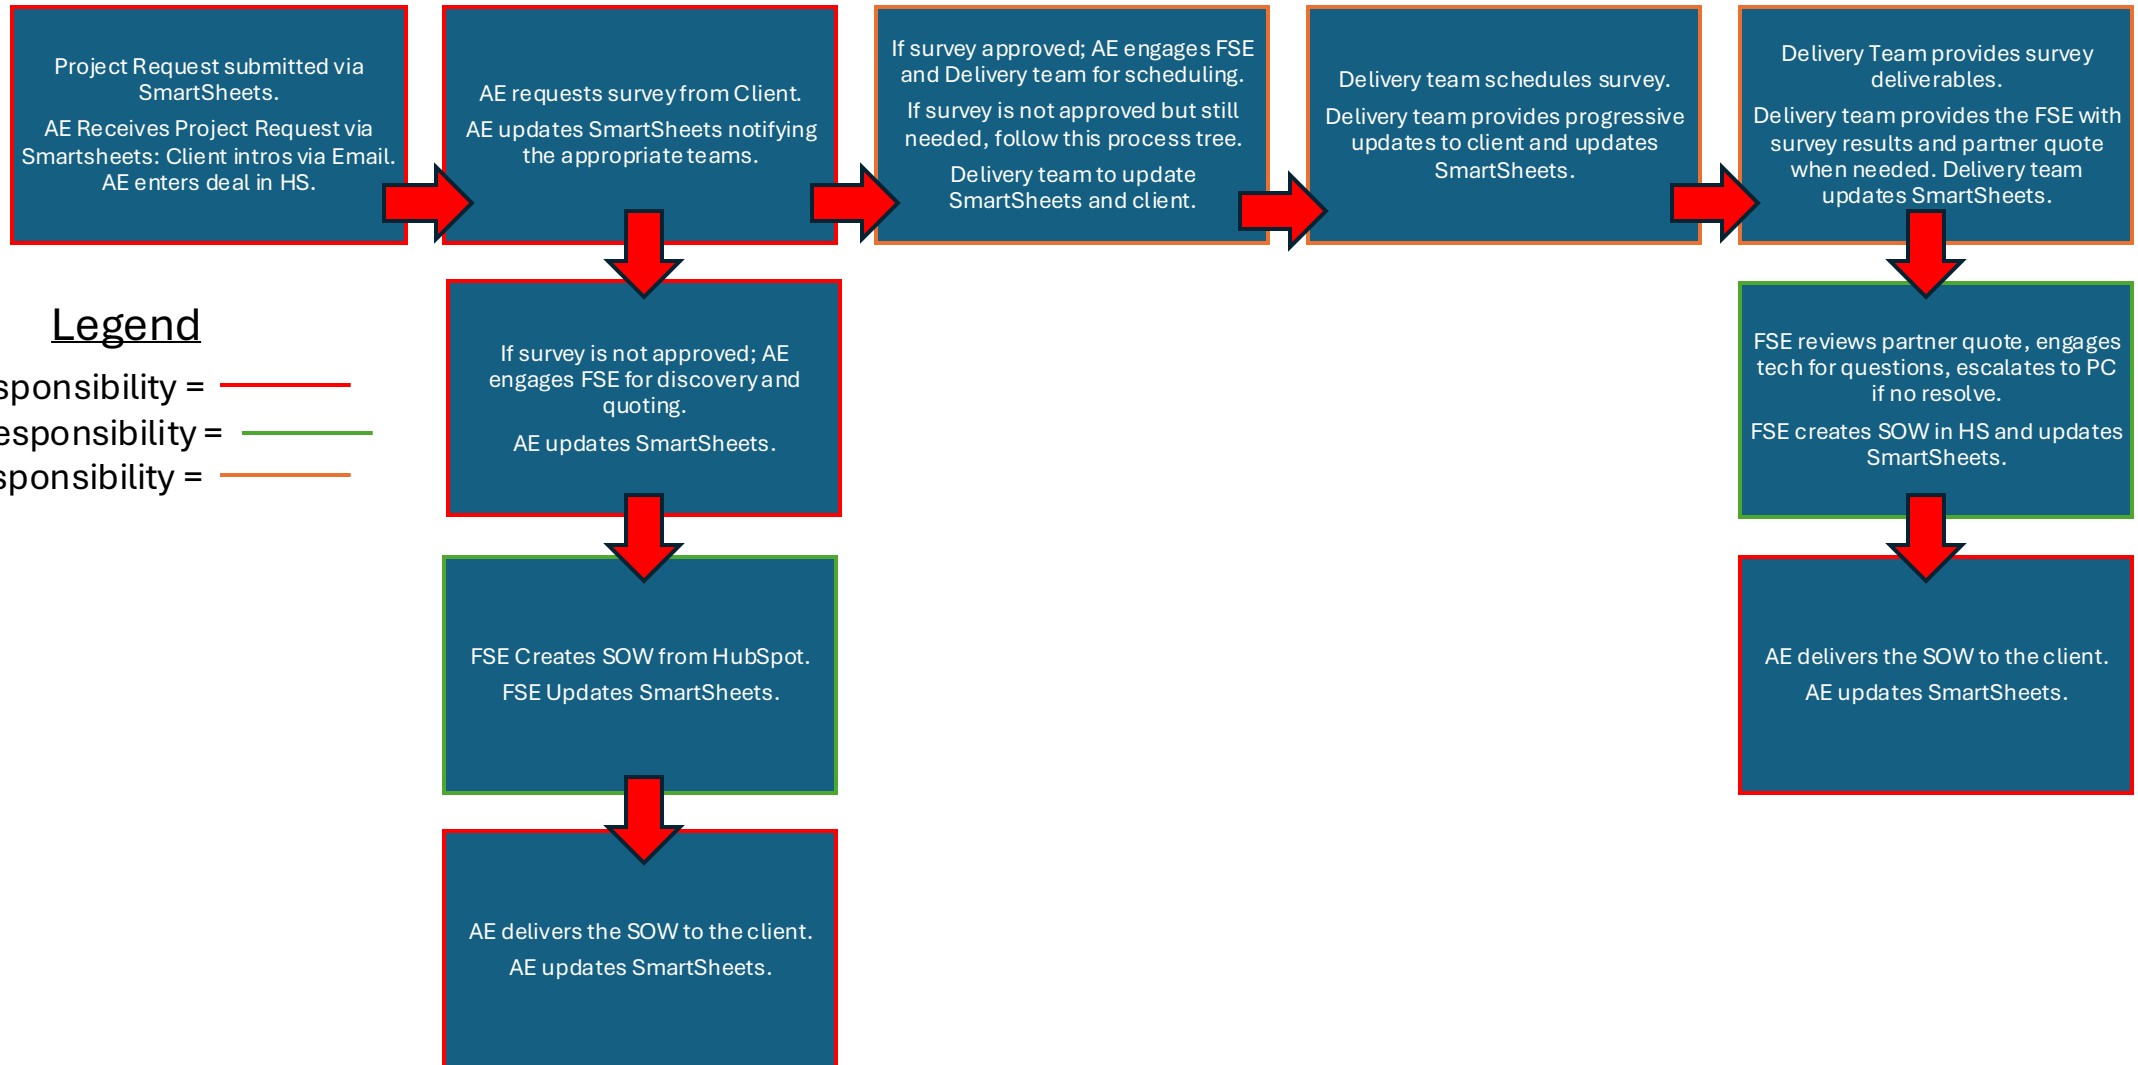 Project Request submitted via
SmartSheets.
AE Receives Project Request via
Smartsheets: Client intros via Email.
AE enters deal in HS.
AE requests survey from Client.
AE updates SmartSheets notifying
the appropriate teams.
If survey approved; AE engages FSE
and Delivery team for scheduling.
If survey is not approved but still
needed, follow this process tree.
Delivery team to update
SmartSheets and client.
Delivery team schedules survey.
Delivery team provides progressive
updates to client and updates
SmartSheets.
Delivery Team provides survey
deliverables.
Delivery team provides the FSE with
survey results and partner quote
when needed. Delivery team
updates SmartSheets.
Legend
sponsibility =
esponsibility =
sponsibility =
If survey is not approved; AE
engages FSE for discovery and
quoting.
AE updates SmartSheets.
FSE reviews partner quote, engages
tech for questions, escalates to PC
if no resolve.
FSE creates SOW in HS and updates
SmartSheets.
FSE Creates SOW from HubSpot.
FSE Updates SmartSheets.
AE delivers the SOW to the client.
AE updates SmartSheets.
AE delivers the SOW to the client.
AE updates SmartSheets.